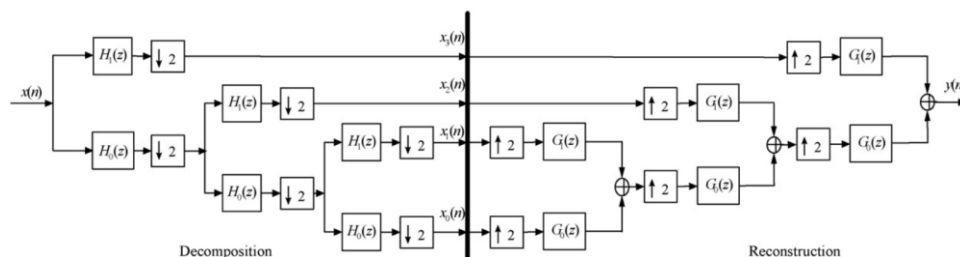 x₃(n)
H₁(z) ↓ 2 ↑ 2 G₁(z)
x(n) x₂(n) y(n
H₁(z) ↓ 2 ↑ 2 G₁(z)
x₁(n)
H₀(z) ↓ 2 H₁(z) ↓ 2 ↑ 2 G₁(z) ↑ 2 G₀(z)
H₀(z) ↓ 2 ↑ 2 G₀(z)
x₀(n)
H₀(z) ↓ 2 ↑ 2 G₀(z)
Decomposition Reconstruction